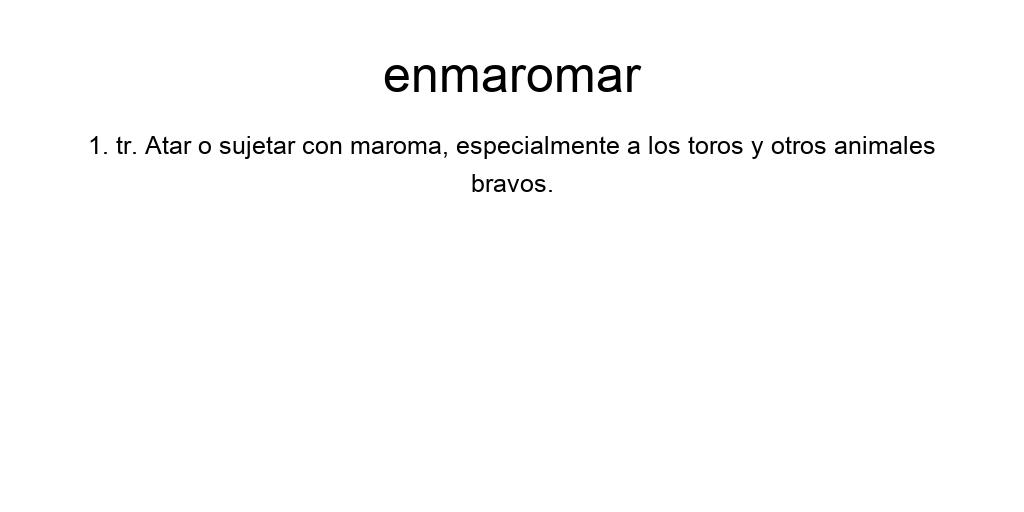 enmaromar
1. tr. Atar o sujetar con maroma, especialmente a los toros y otros animales
bravos.